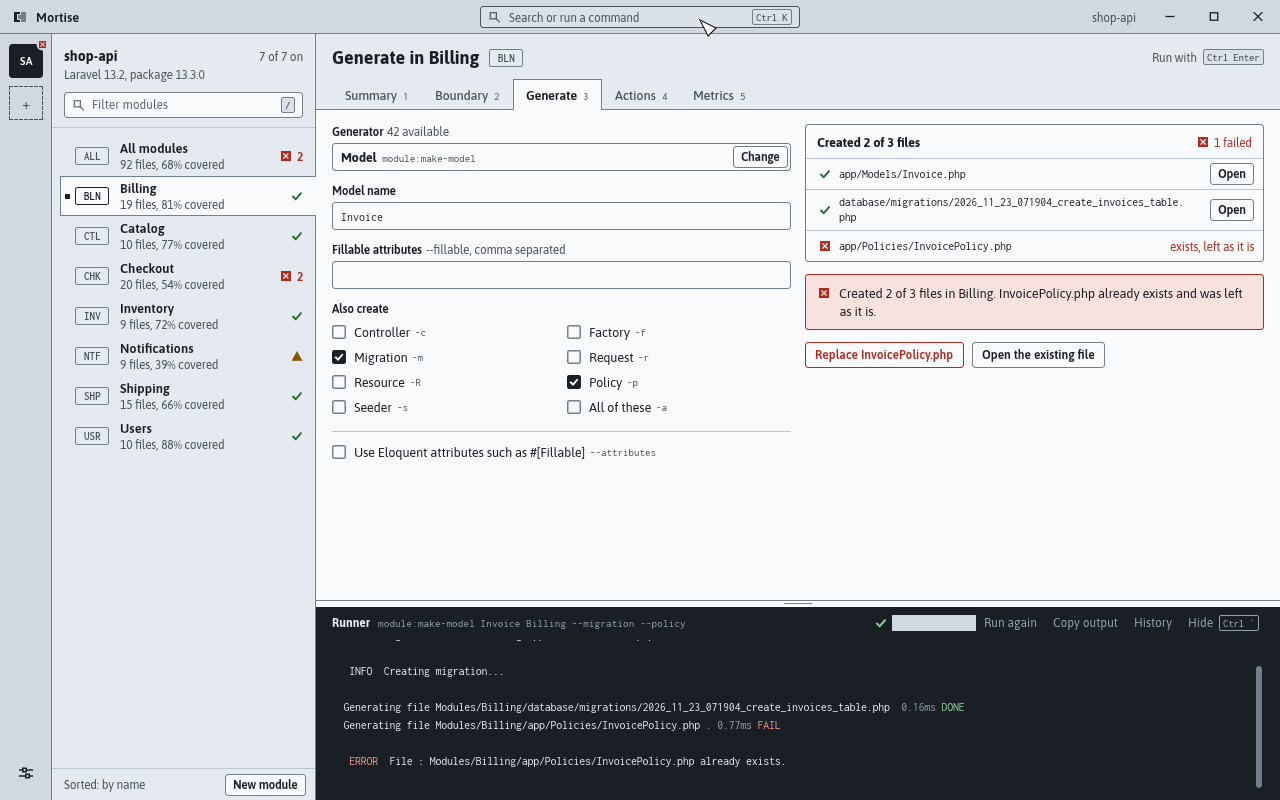 Mortise
Search or run a command
Ctrl K
shop-api
SA
+
shop-api
7 of 7 on
Laravel 13.2, package 13.3.0
Filter modules
/
ALL
All modules
92 files, 68% covered
2
BLN
Billing
19 files, 81% covered
CTL
Catalog
10 files, 77% covered
CHK
Checkout
20 files, 54% covered
2
INV
Inventory
9 files, 72% covered
NTF
Notifications
9 files, 39% covered
SHP
Shipping
15 files, 66% covered
USR
Users
10 files, 88% covered
Sorted: by name
New module
Generate in Billing
BLN
Run with
Ctrl Enter
Summary 1
Boundary 2
Generate 3
Actions 4
Metrics 5
Generator 42 available
Model module:make-model
Change
Model name
Invoice
Fillable attributes --fillable, comma separated
Also create
Controller -c
Factory -f
Migration -m
Request -r
Resource -R
Policy -p
Seeder -s
All of these -a
Use Eloquent attributes such as #[Fillable] --attributes
Created 2 of 3 files
1 failed
app/Models/Invoice.php
Open
database/migrations/2026_11_23_071904_create_invoices_table.
php
Open
app/Policies/InvoicePolicy.php
exists, left as it is
Created 2 of 3 files in Billing. InvoicePolicy.php already exists and was left
as it is.
Replace InvoicePolicy.php
Open the existing file
Runner
module:make-model Invoice Billing --migration --policy
Run again
Copy output
History
Hide
Ctrl `
INFO  Creating migration...
Generating file Modules/Billing/database/migrations/2026_11_23_071904_create_invoices_table.php  0.16ms DONE
Generating file Modules/Billing/app/Policies/InvoicePolicy.php . 0.77ms FAIL
ERROR  File : Modules/Billing/app/Policies/InvoicePolicy.php already exists.